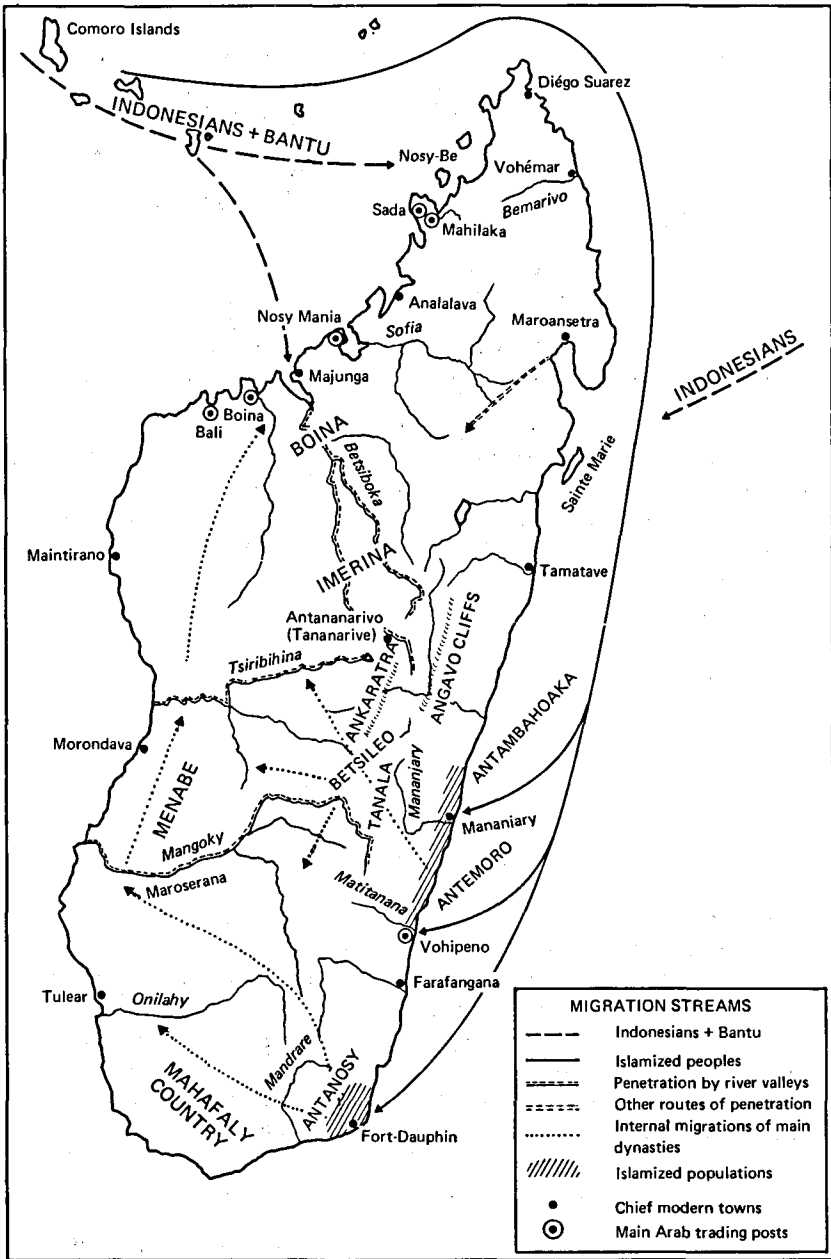 Comoro Islands
Diégo Suarez
INDONESIANS + BANTU
Nosy-Be
Vohémar
Bemarivo
Sada
Mahilaka
Analalava
Nosy Mania
Sofia
Maroansetra
INDONESIANS
Majunga
Boina
Bali
BOINA
Betsiboka
Sainte Marie
Maintirano
IMERINA
Tamatave
Antananarivo
(Tananarive)
ANGAVO CLIFFS
Tsiribihina
ANKARATRA
ANTAMBAHOAKA
Morondava
BETSILEO
MENABE
TANALA
Mananjary
Mananjary
Mangoky
ANTEMORO
Maroserana
Matitanana
Vohipeno
Farafangana
Tulear
Onilahy
Mandrare
ANTANOSY
MAHAFALY
COUNTRY
Fort-Dauphin
MIGRATION STREAMS
Indonesians + Bantu
Islamized peoples
Penetration by river valleys
Other routes of penetration
Internal migrations of main
dynasties
Islamized populations
Chief modern towns
Main Arab trading posts